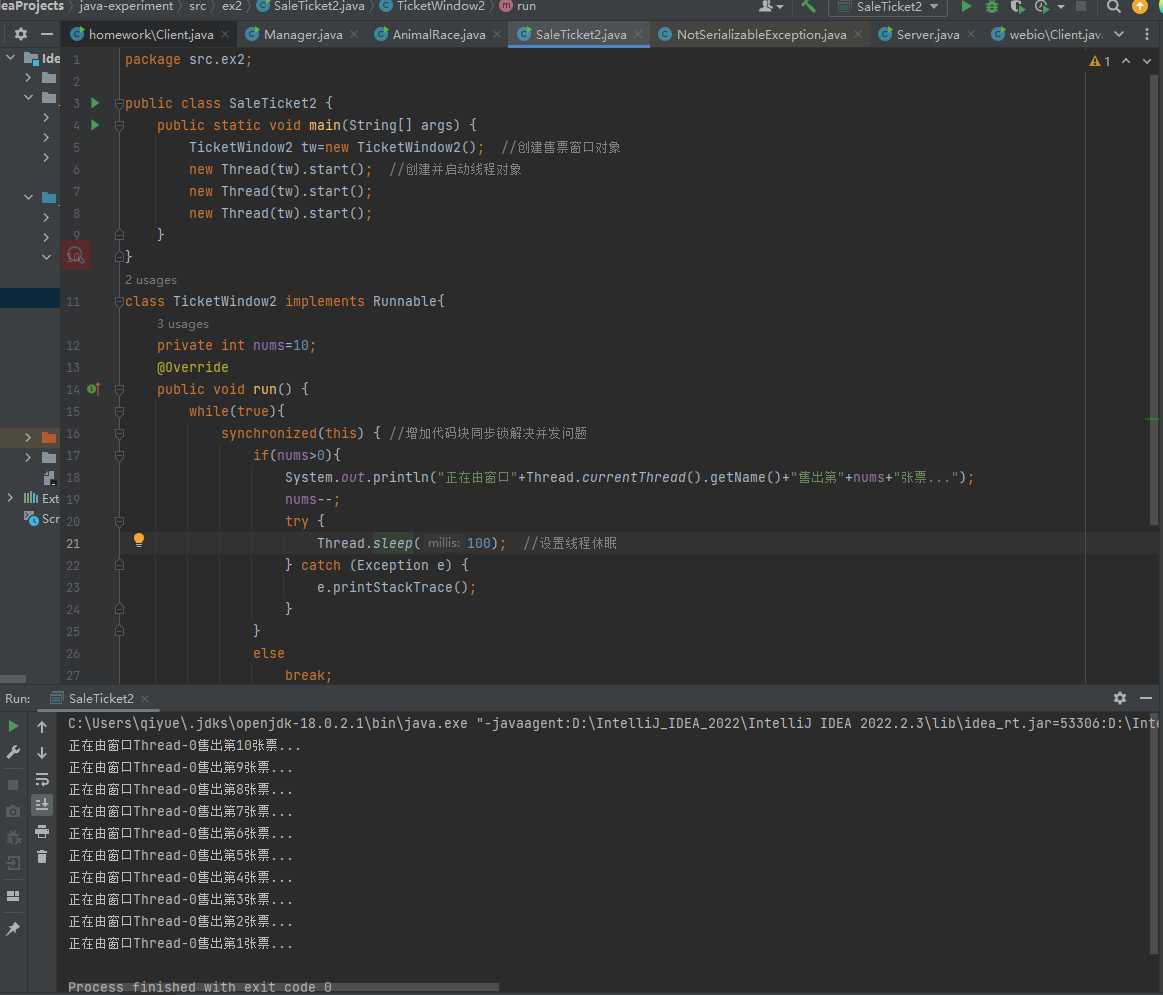 eaProjects java-experiment src ex2 SaleTicket2.java TicketWindow2 run SaleTicket2
homework\Client.java Manager.java AnimalRace.java SaleTicket2.java NotSerializableException.java Server.java webio\Client.jav
Ide
1 package src.ex2; 1
2
3 public class SaleTicket2 {
4 public static void main(String[] args) {
5 TicketWindow2 tw=new TicketWindow2(); //创建售票窗口对象
6 new Thread(tw).start(); //创建并启动线程对象
7 new Thread(tw).start();
8 new Thread(tw).start();
9 }
10 }
2 usages
11 class TicketWindow2 implements Runnable{
3 usages
12 private int nums=10;
13 @Override
14 public void run() {
15 while(true){
16 synchronized(this) { //增加代码块同步锁解决并发问题
17 if(nums>0){
18 System.out.println("正在由窗口"+Thread.currentThread().getName()+"售出第"+nums+"张票...");
19 nums--;
20 try {
21 Thread.sleep( millis: 100); //设置线程休眠
22 } catch (Exception e) {
23 e.printStackTrace();
24 }
25 }
26 else
27 break;
Ext
Scr
Run: SaleTicket2
C:\Users\qiyue\.jdks\openjdk-18.0.2.1\bin\java.exe "-javaagent:D:\IntelliJ_IDEA_2022\IntelliJ IDEA 2022.2.3\lib\idea_rt.jar=53306:D:\Inte
正在由窗口Thread-0售出第10张票...
正在由窗口Thread-0售出第9张票...
正在由窗口Thread-0售出第8张票...
正在由窗口Thread-0售出第7张票...
正在由窗口Thread-0售出第6张票...
正在由窗口Thread-0售出第5张票...
正在由窗口Thread-0售出第4张票...
正在由窗口Thread-0售出第3张票...
正在由窗口Thread-0售出第2张票...
正在由窗口Thread-0售出第1张票...
Process finished with exit code 0